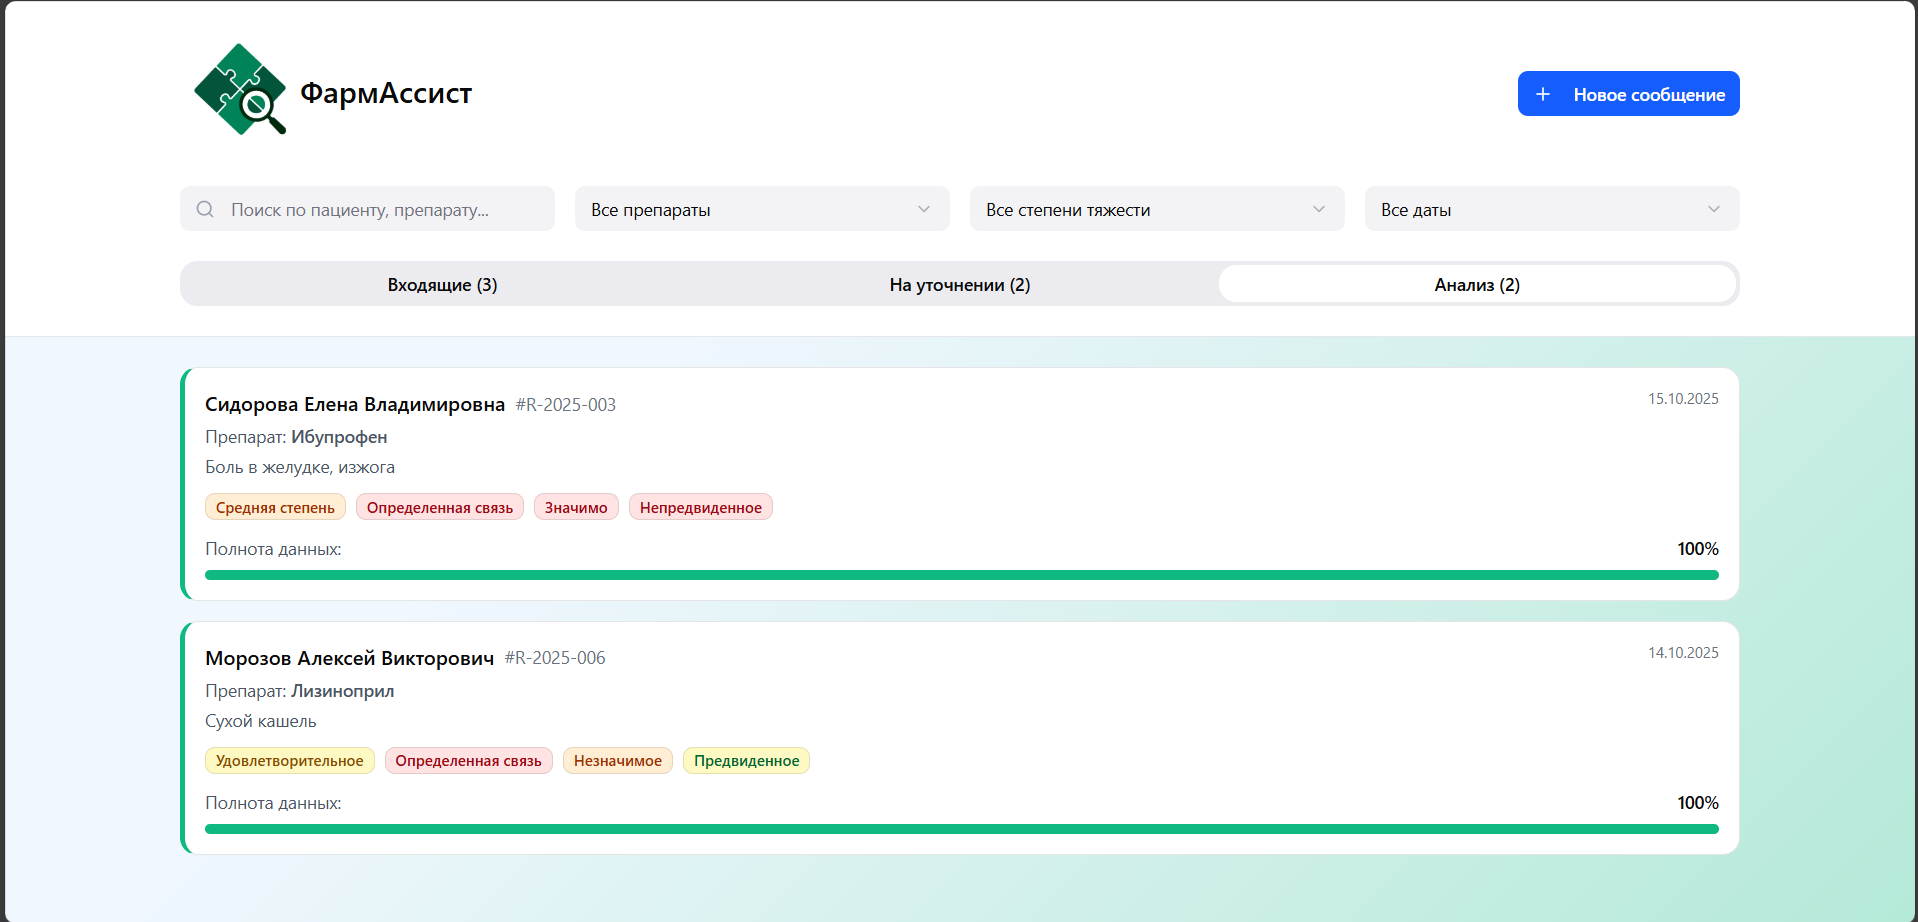 ФармАссист
Новое сообщение
Поиск по пациенту, препарату...
Все препараты
Все степени тяжести
Все даты
Входящие (3)
На уточнении (2)
Анализ (2)
Сидорова Елена Владимировна #R-2025-003
15.10.2025
Препарат: Ибупрофен
Боль в желудке, изжога
Средняя степень
Определенная связь
Значимо
Непредвиденное
Полнота данных:
100%
Морозов Алексей Викторович #R-2025-006
14.10.2025
Препарат: Лизиноприл
Сухой кашель
Удовлетворительное
Определенная связь
Незначимое
Предвиденное
Полнота данных:
100%